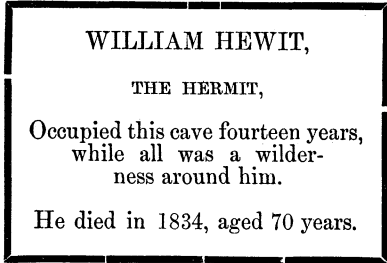 WILLIAM HEWIT,
THE HERMIT,
Occupied this cave fourteen years,
while all was a wilder-
ness around him.
He died in 1834, aged 70 years.